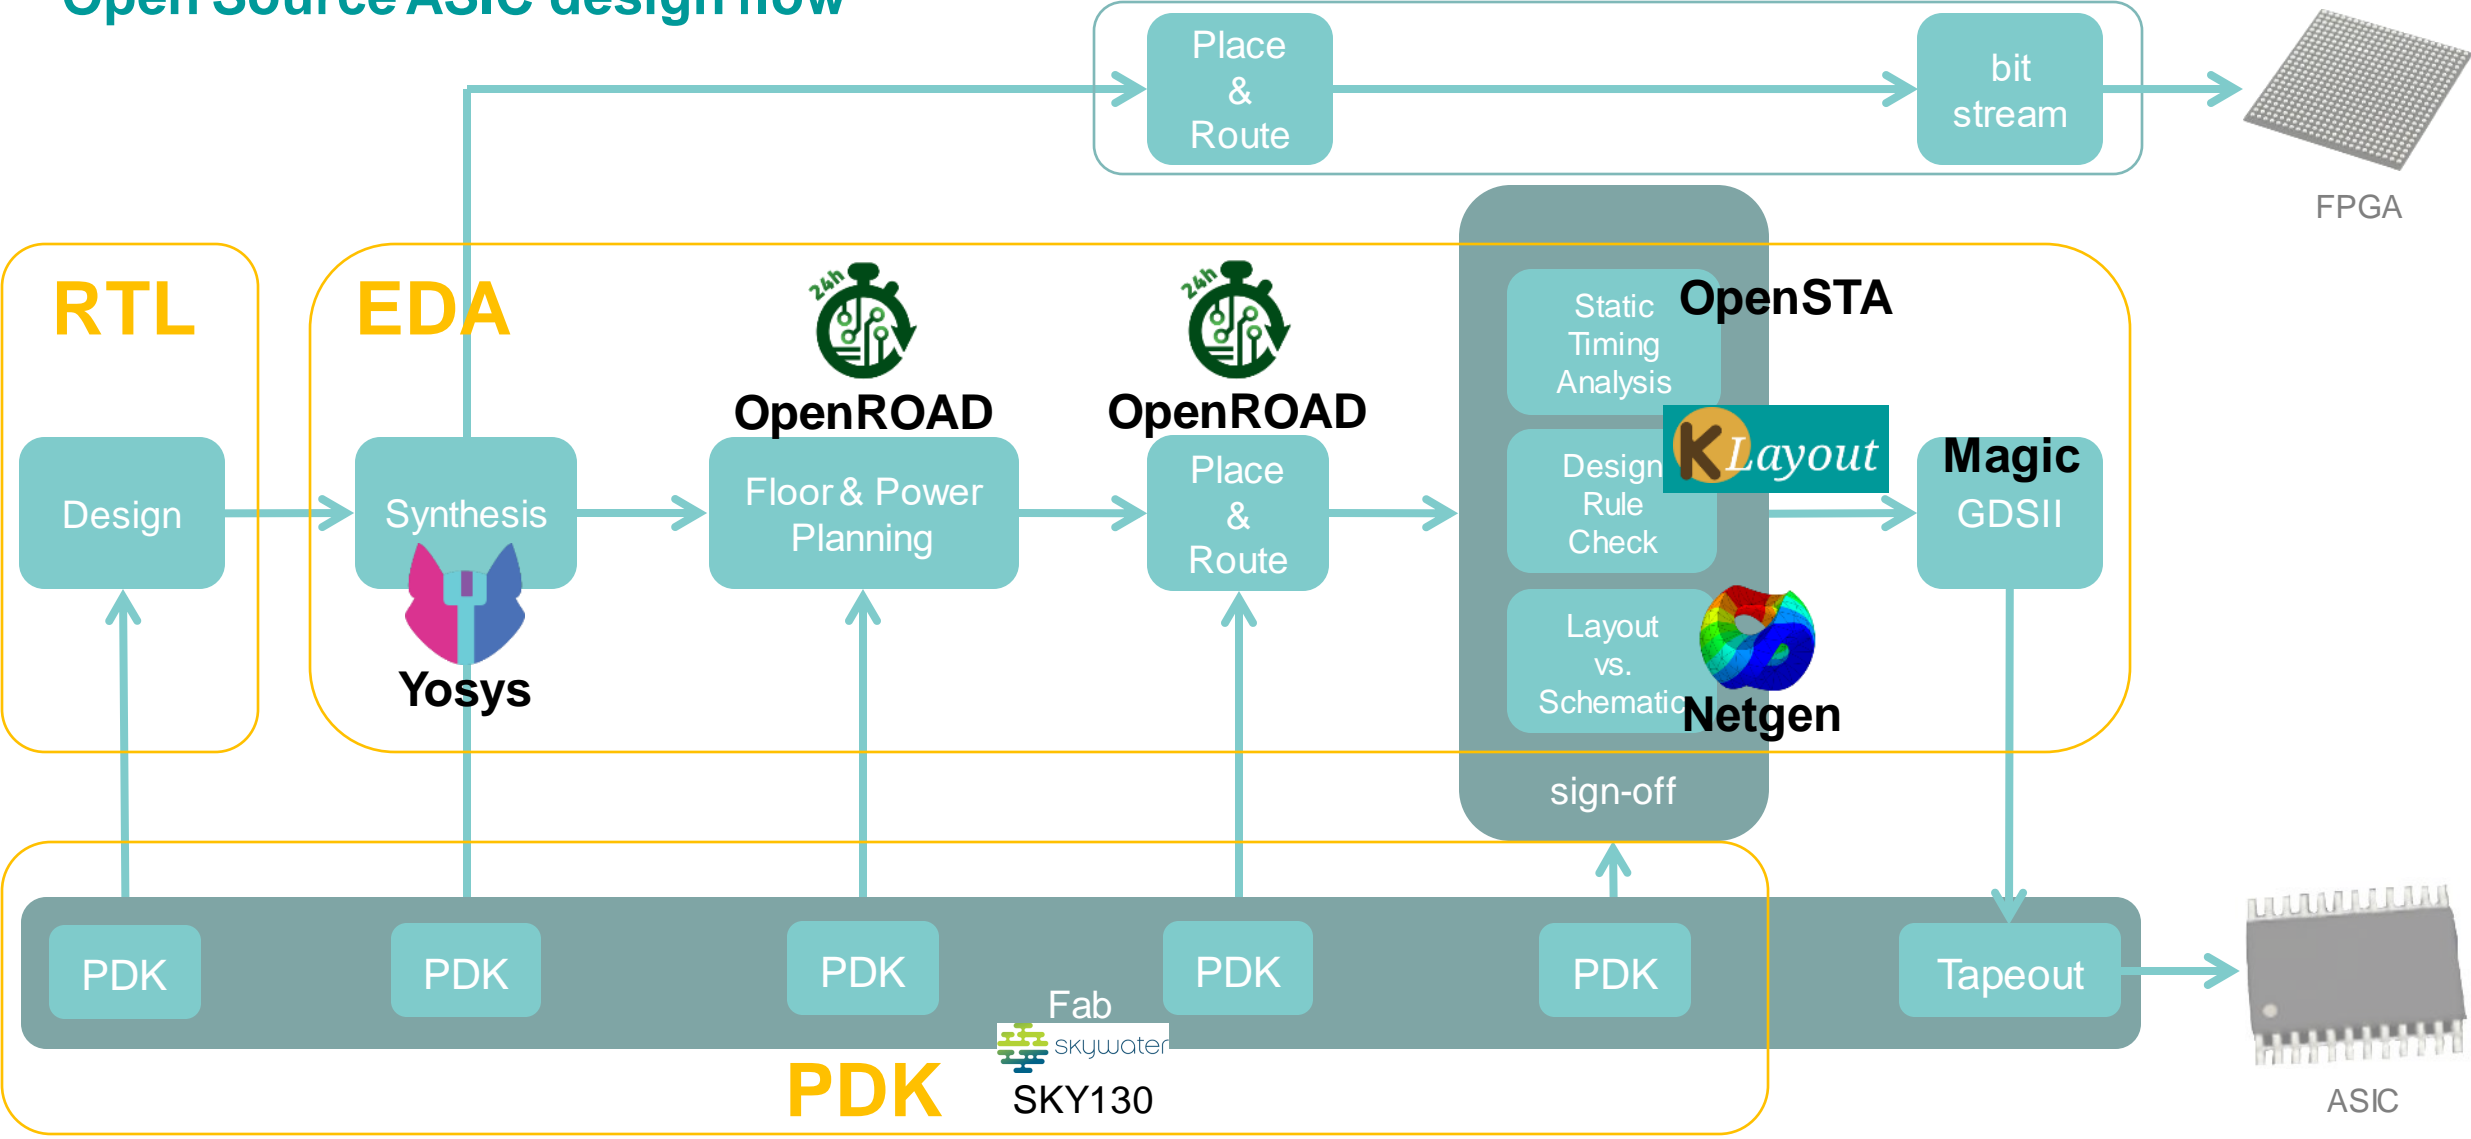 Open Source ASIC design flow
Place
&
Route
bit
stream
FPGA
RTL
EDA
24h
OpenROAD
24h
OpenROAD
Static
Timing
Analysis
OpenSTA
Design
Synthesis
Yosys
Floor & Power
Planning
Place
&
Route
Design
Rule
Check
KLayout
Magic
GDSII
Layout
vs.
Schematic
Netgen
sign-off
PDK
PDK
PDK
PDK
PDK
Tapeout
Fab
skywater
PDK
SKY130
ASIC